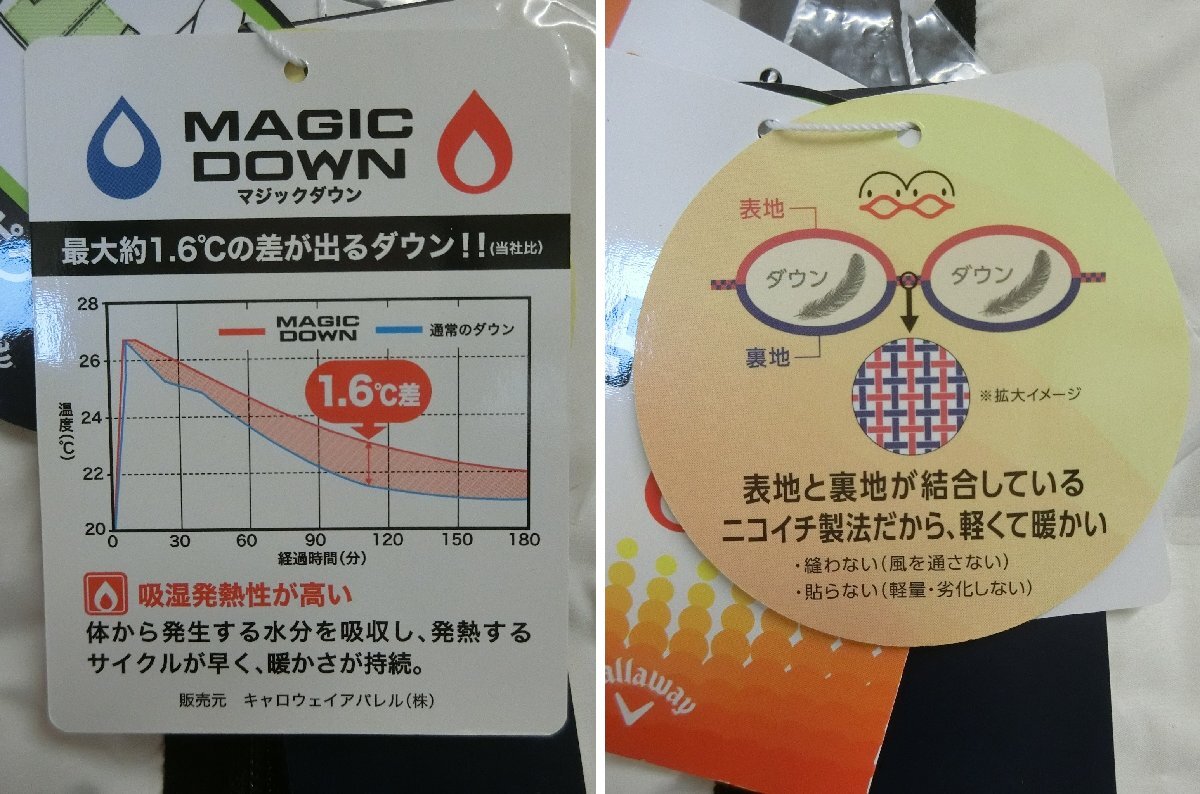 MAGIC
DOWN
マジックダウン
最大約1.6℃の差が出るダウン!!(当社比)
28
26
24
22
20
温度(℃)
MAGIC
DOWN
通常のダウン
1.6℃差
0 30 60 90 120 150 180
経過時間(分)
吸湿発熱性が高い
体から発生する水分を吸収し、発熱する
サイクルが早く、暖かさが持続。
販売元 キャロウェイアパレル(株)
表地
ダウン
ダウン
裏地
※拡大イメージ
表地と裏地が結合している
ニコイチ製法だから、軽くて暖かい
・縫わない(風を通さない)
・貼らない(軽量・劣化しない)
allaway